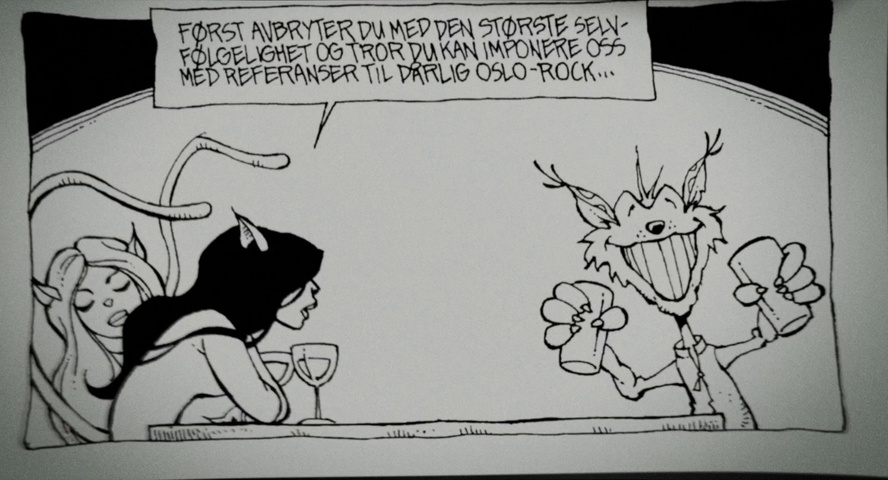 FØRST AVBRYTER DU MED DEN STØRSTE SELV-
FØLGELIGHET OG TROR DU KAN IMPONERE OSS
MED REFERANSER TIL DÅRLIG OSLO-ROCK...